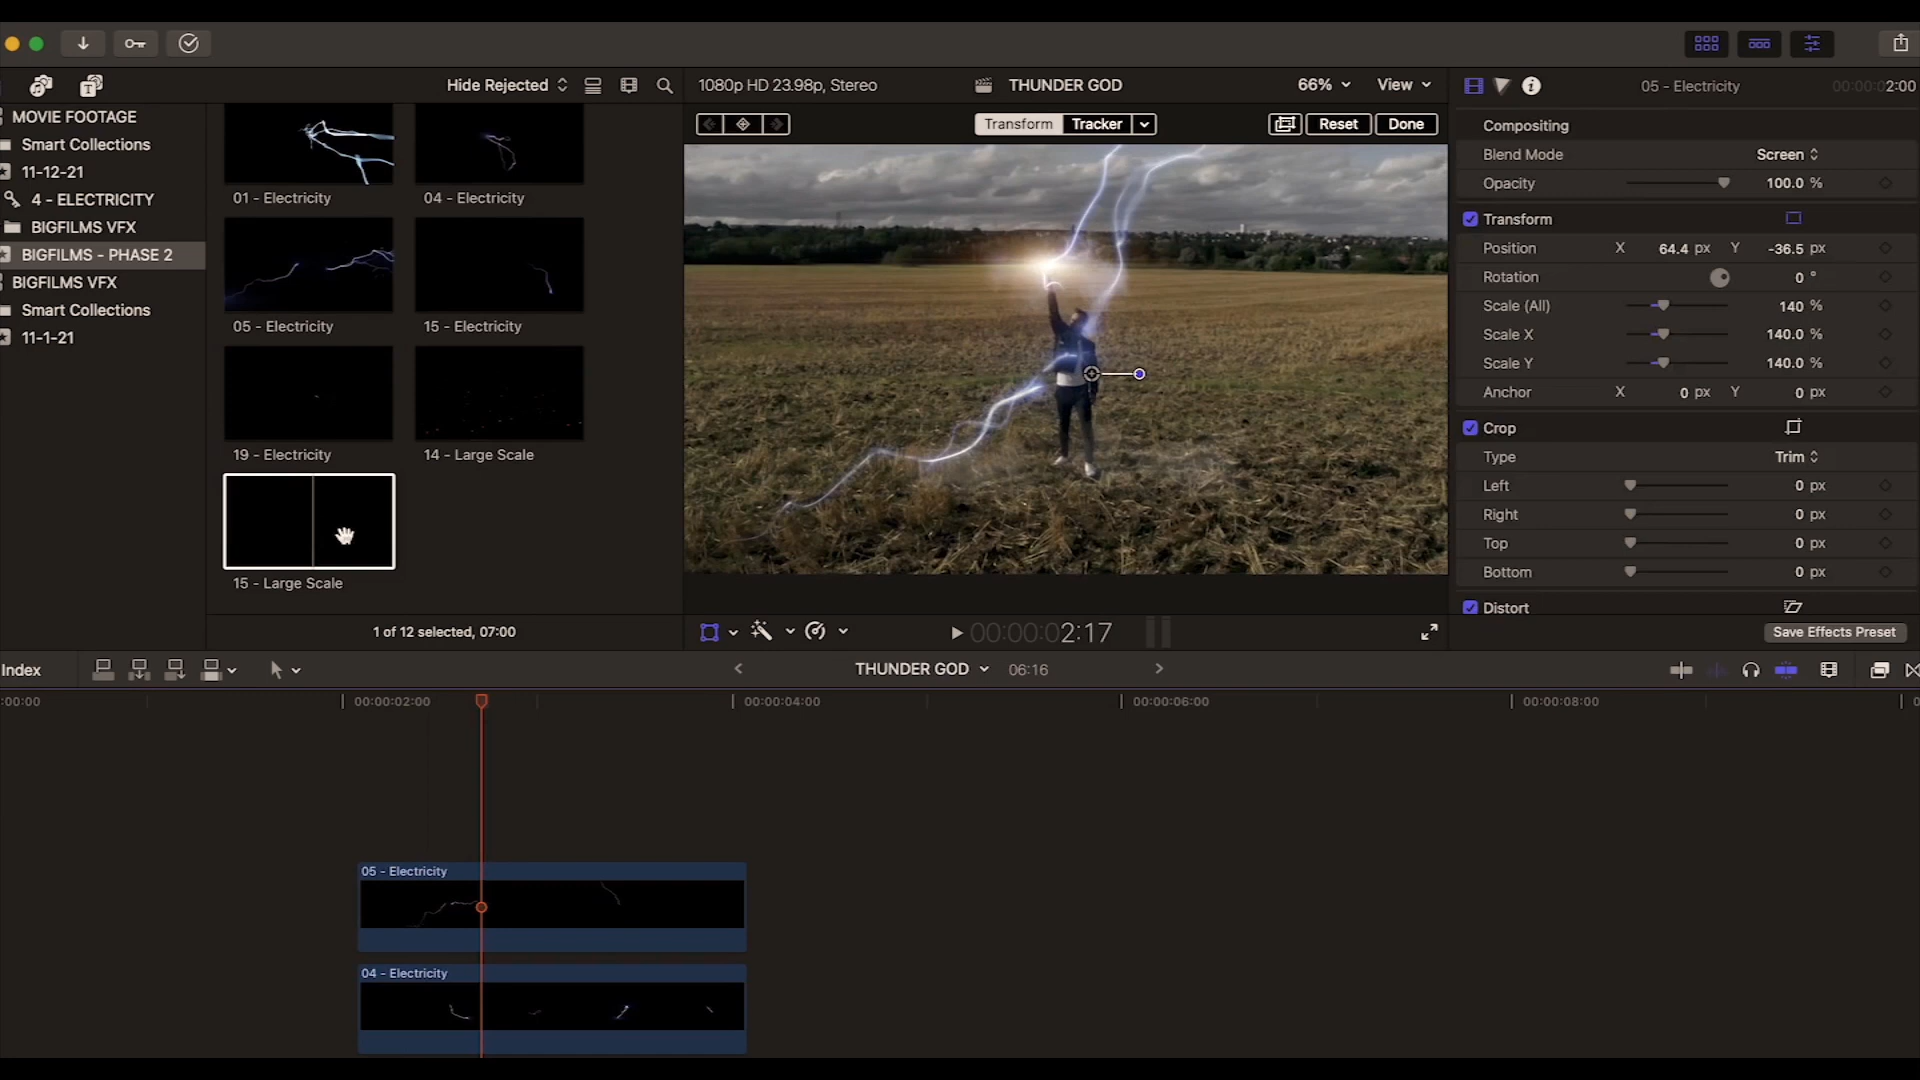 Hide Rejected
1080p HD 23.98p, Stereo
THUNDER GOD
66%
View
05 - Electricity
00:00:02:00
MOVIE FOOTAGE
Smart Collections
11-12-21
4 - ELECTRICITY
BIGFILMS VFX
BIGFILMS - PHASE 2
BIGFILMS VFX
Smart Collections
11-1-21
01 - Electricity
04 - Electricity
05 - Electricity
15 - Electricity
19 - Electricity
14 - Large Scale
15 - Large Scale
1 of 12 selected, 07:00
Transform
Tracker
Reset
Done
00:00:02:17
Compositing
Blend Mode Screen
Opacity 100.0 %
Transform
Position X 64.4 px Y -36.5 px
Rotation 0 °
Scale (All) 140 %
Scale X 140.0 %
Scale Y 140.0 %
Anchor X 0 px Y 0 px
Crop
Type Trim
Left 0 px
Right 0 px
Top 0 px
Bottom 0 px
Distort
Save Effects Preset
Index
THUNDER GOD
06:16
:00:00
00:00:02:00
00:00:04:00
00:00:06:00
00:00:08:00
05 - Electricity
04 - Electricity